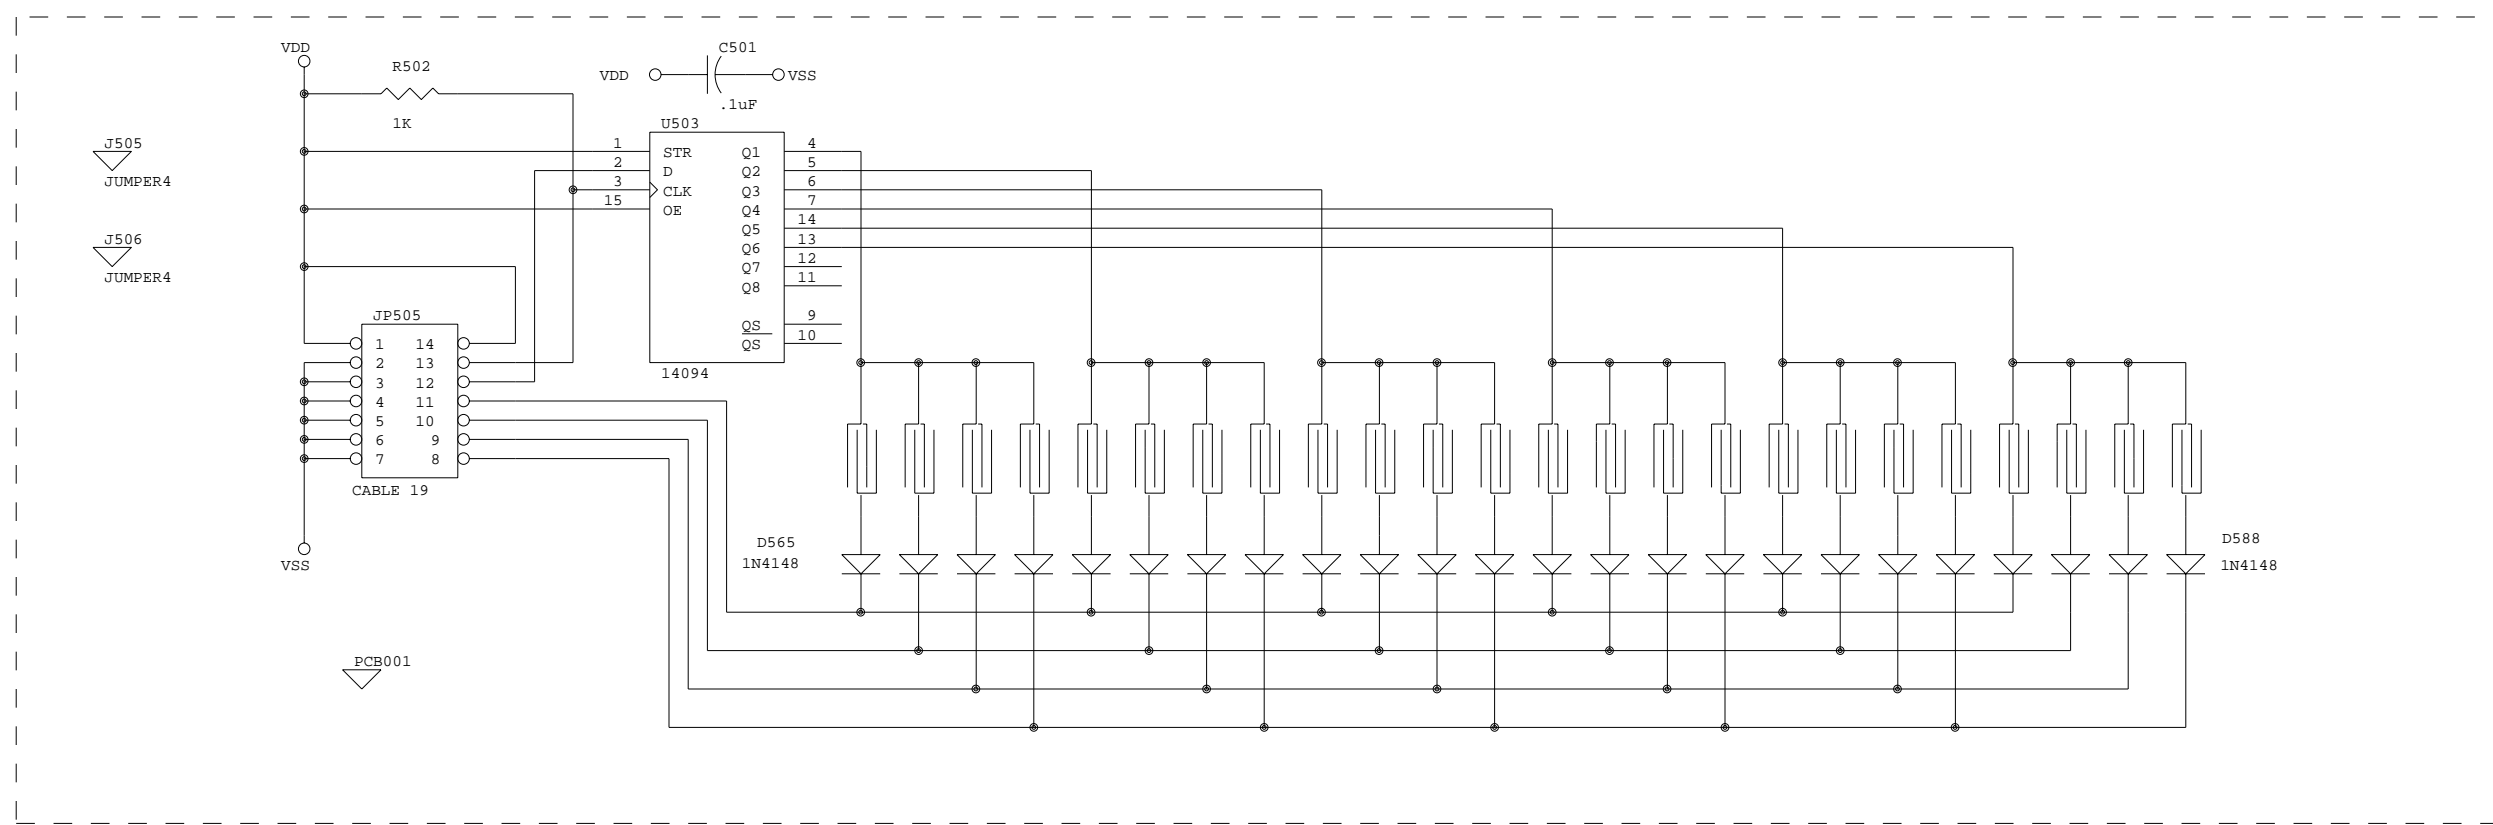 VDD
R502
1K
C501
VDD
VSS
.1uF
J505
JUMPER4
J506
JUMPER4
U503
1 STR Q1 4
2 D Q2 5
3 CLK Q3 6
15 OE Q4 7
Q5 14
Q6 13
Q7 12
Q8 11
QS 9
QS 10
14094
JP505
1 14
2 13
3 12
4 11
5 10
6 9
7 8
CABLE 19
VSS
D565
1N4148
D588
1N4148
PCB001